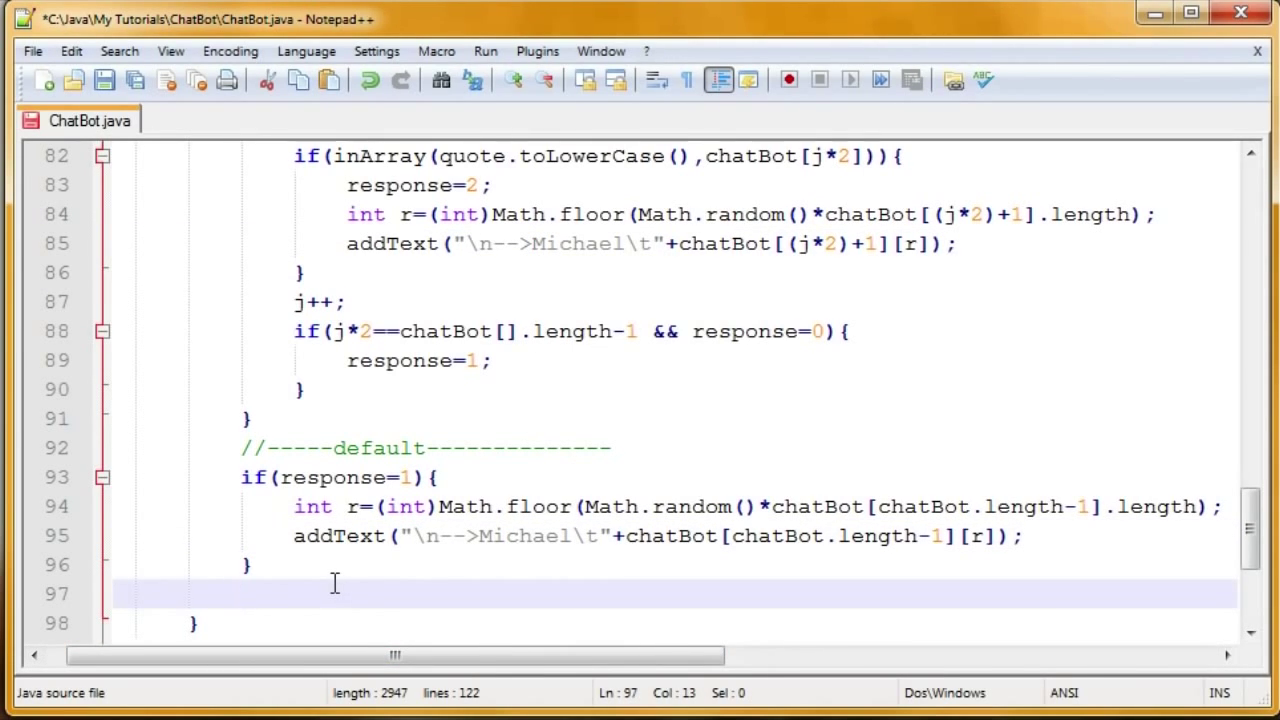 *C:\Java\My Tutorials\ChatBot\ChatBot.java - Notepad++
File Edit Search View Encoding Language Settings Macro Run Plugins Window ? X
ABC
ChatBot.java
82 if(inArray(quote.toLowerCase(),chatBot[j*2])){
83 response=2;
84 int r=(int)Math.floor(Math.random()*chatBot[(j*2)+1].length);
85 addText("\n-->Michael\t"+chatBot[(j*2)+1][r]);
86 }
87 j++;
88 if(j*2==chatBot[].length-1 && response=0){
89 response=1;
90 }
91 }
92 //-----default--------------
93 if(response=1){
94 int r=(int)Math.floor(Math.random()*chatBot[chatBot.length-1].length);
95 addText("\n-->Michael\t"+chatBot[chatBot.length-1][r]);
96 }
97
98 }
Java source file length : 2947 lines : 122 Ln : 97 Col : 13 Sel : 0 Dos\Windows ANSI INS